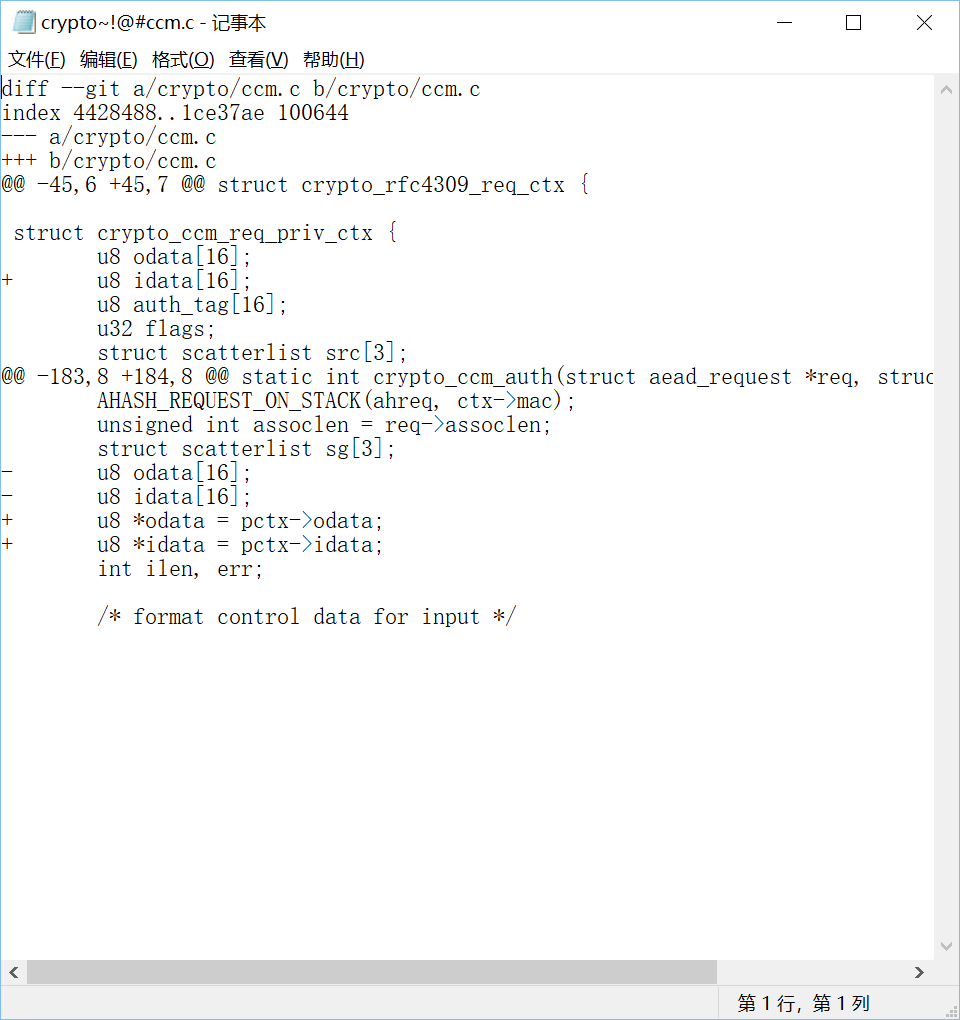 crypto~!@#ccm.c - 记事本
文件(F) 编辑(E) 格式(O) 查看(V) 帮助(H)
diff --git a/crypto/ccm.c b/crypto/ccm.c
index 4428488..1ce37ae 100644
--- a/crypto/ccm.c
+++ b/crypto/ccm.c
@@ -45,6 +45,7 @@ struct crypto_rfc4309_req_ctx {
 struct crypto_ccm_req_priv_ctx {
        u8 odata[16];
+       u8 idata[16];
        u8 auth_tag[16];
        u32 flags;
        struct scatterlist src[3];
@@ -183,8 +184,8 @@ static int crypto_ccm_auth(struct aead_request *req, struc
        AHASH_REQUEST_ON_STACK(ahreq, ctx->mac);
        unsigned int assoclen = req->assoclen;
        struct scatterlist sg[3];
-       u8 odata[16];
-       u8 idata[16];
+       u8 *odata = pctx->odata;
+       u8 *idata = pctx->idata;
        int ilen, err;
        /* format control data for input */
第 1 行，第 1 列